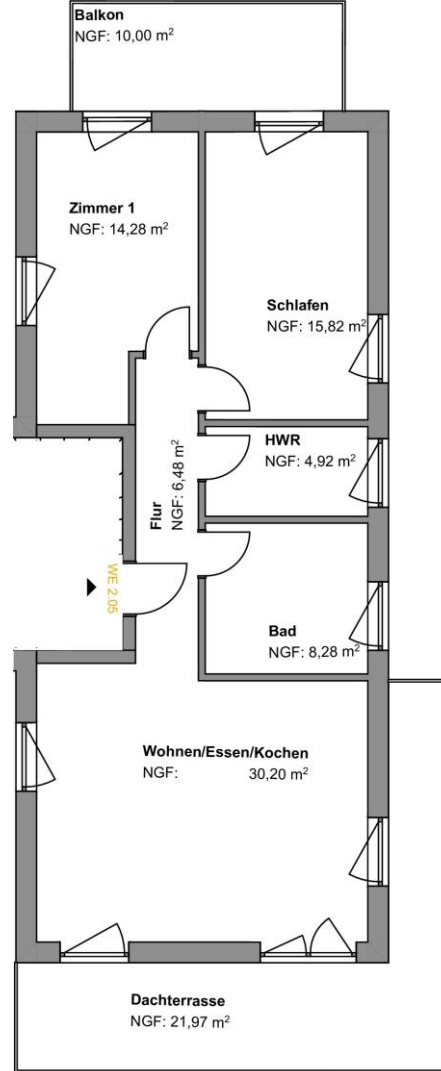 Balkon
NGF: 10,00 m²
Zimmer 1
NGF: 14,28 m²
Schlafen
NGF: 15,82 m²
HWR
NGF: 4,92 m²
Flur
NGF: 6,48 m²
WE 2.05
Bad
NGF: 8,28 m²
Wohnen/Essen/Kochen
NGF: 30,20 m²
Dachterrasse
NGF: 21,97 m²